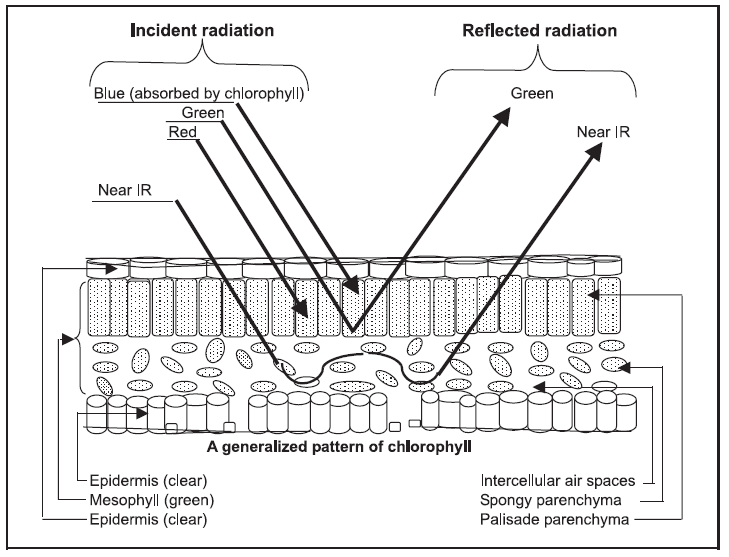 Incident radiation
Reflected radiation
Blue (absorbed by chlorophyll)
Green
Red
Near IR
Green
Near IR
A generalized pattern of chlorophyll
Epidermis (clear)
Mesophyll (green)
Epidermis (clear)
Intercellular air spaces
Spongy parenchyma
Palisade parenchyma